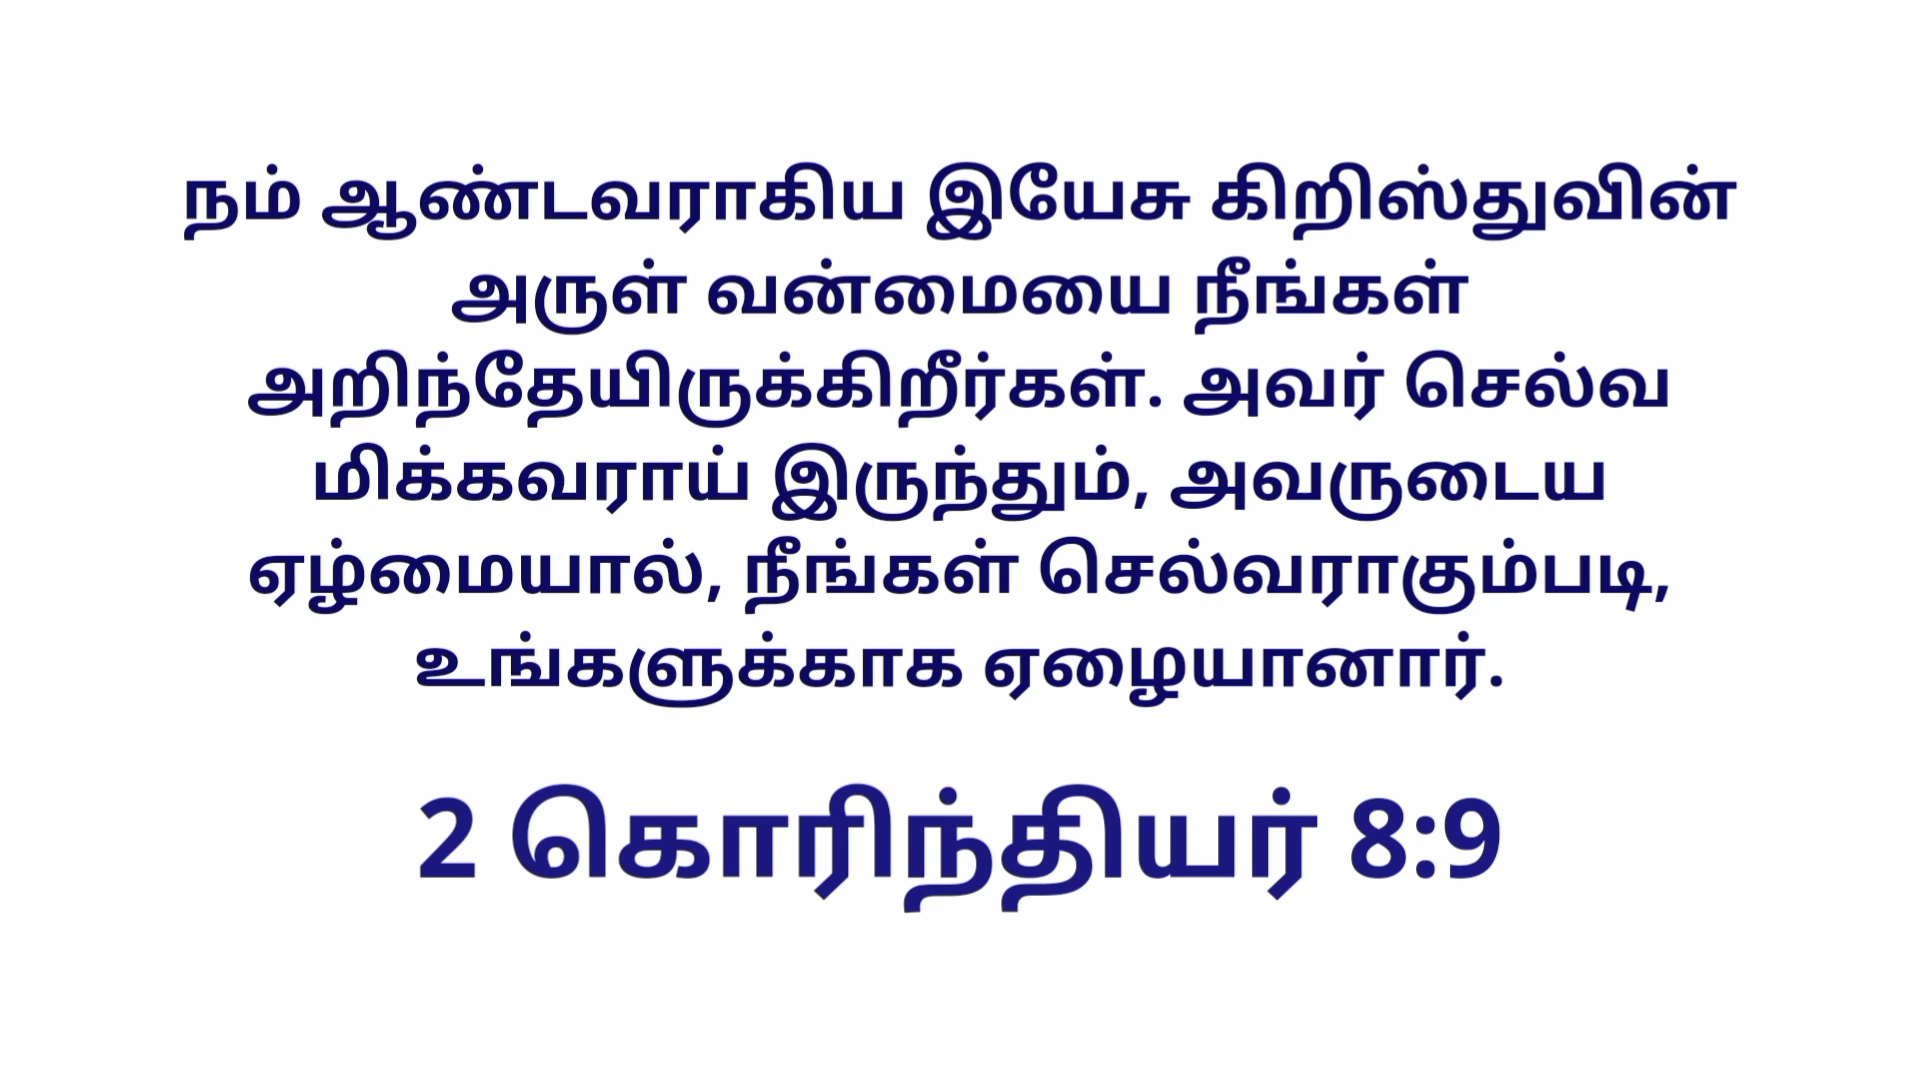 நம் ஆண்டவராகிய இயேசு கிறிஸ்துவின்
அருள் வன்மையை நீங்கள்
அறிந்தேயிருக்கிறீர்கள். அவர் செல்வ
மிக்கவராய் இருந்தும், அவருடைய
ஏழ்மையால், நீங்கள் செல்வராகும்படி,
உங்களுக்காக ஏழையானார்.
2 கொரிந்தியர் 8:9